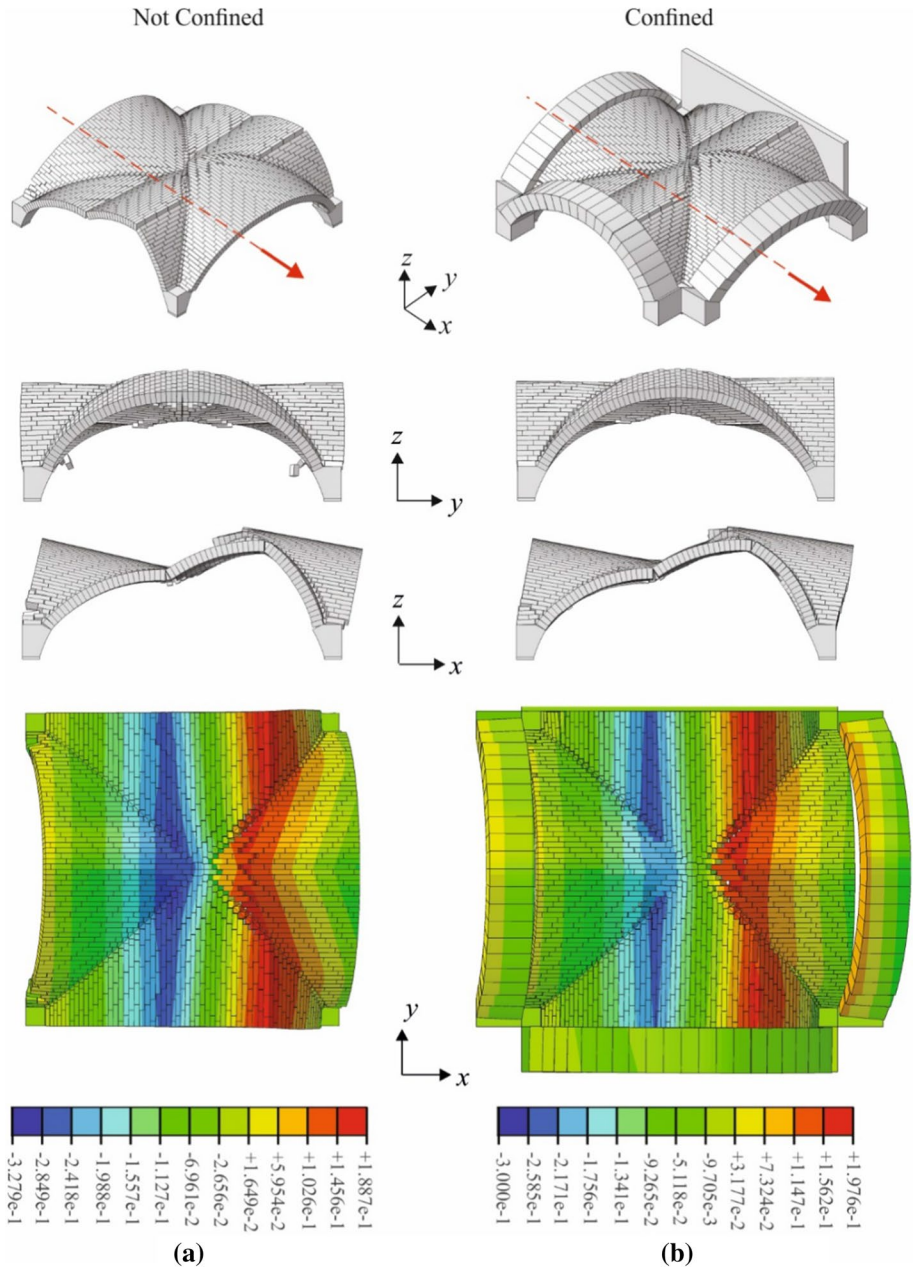 Not Confined
Confined
z
y
x
z
y
z
x
y
x
-3.279e-1
-2.849e-1
-2.418e-1
-1.988e-1
-1.557e-1
-1.127e-1
-6.961e-2
-2.656e-2
+1.649e-2
+5.954e-2
+1.026e-1
+1.456e-1
+1.887e-1
-3.000e-1
-2.585e-1
-2.171e-1
-1.756e-1
-1.341e-1
-9.265e-2
-5.118e-2
-9.705e-3
+3.177e-2
+7.324e-2
+1.147e-1
+1.562e-1
+1.976e-1
(a)
(b)